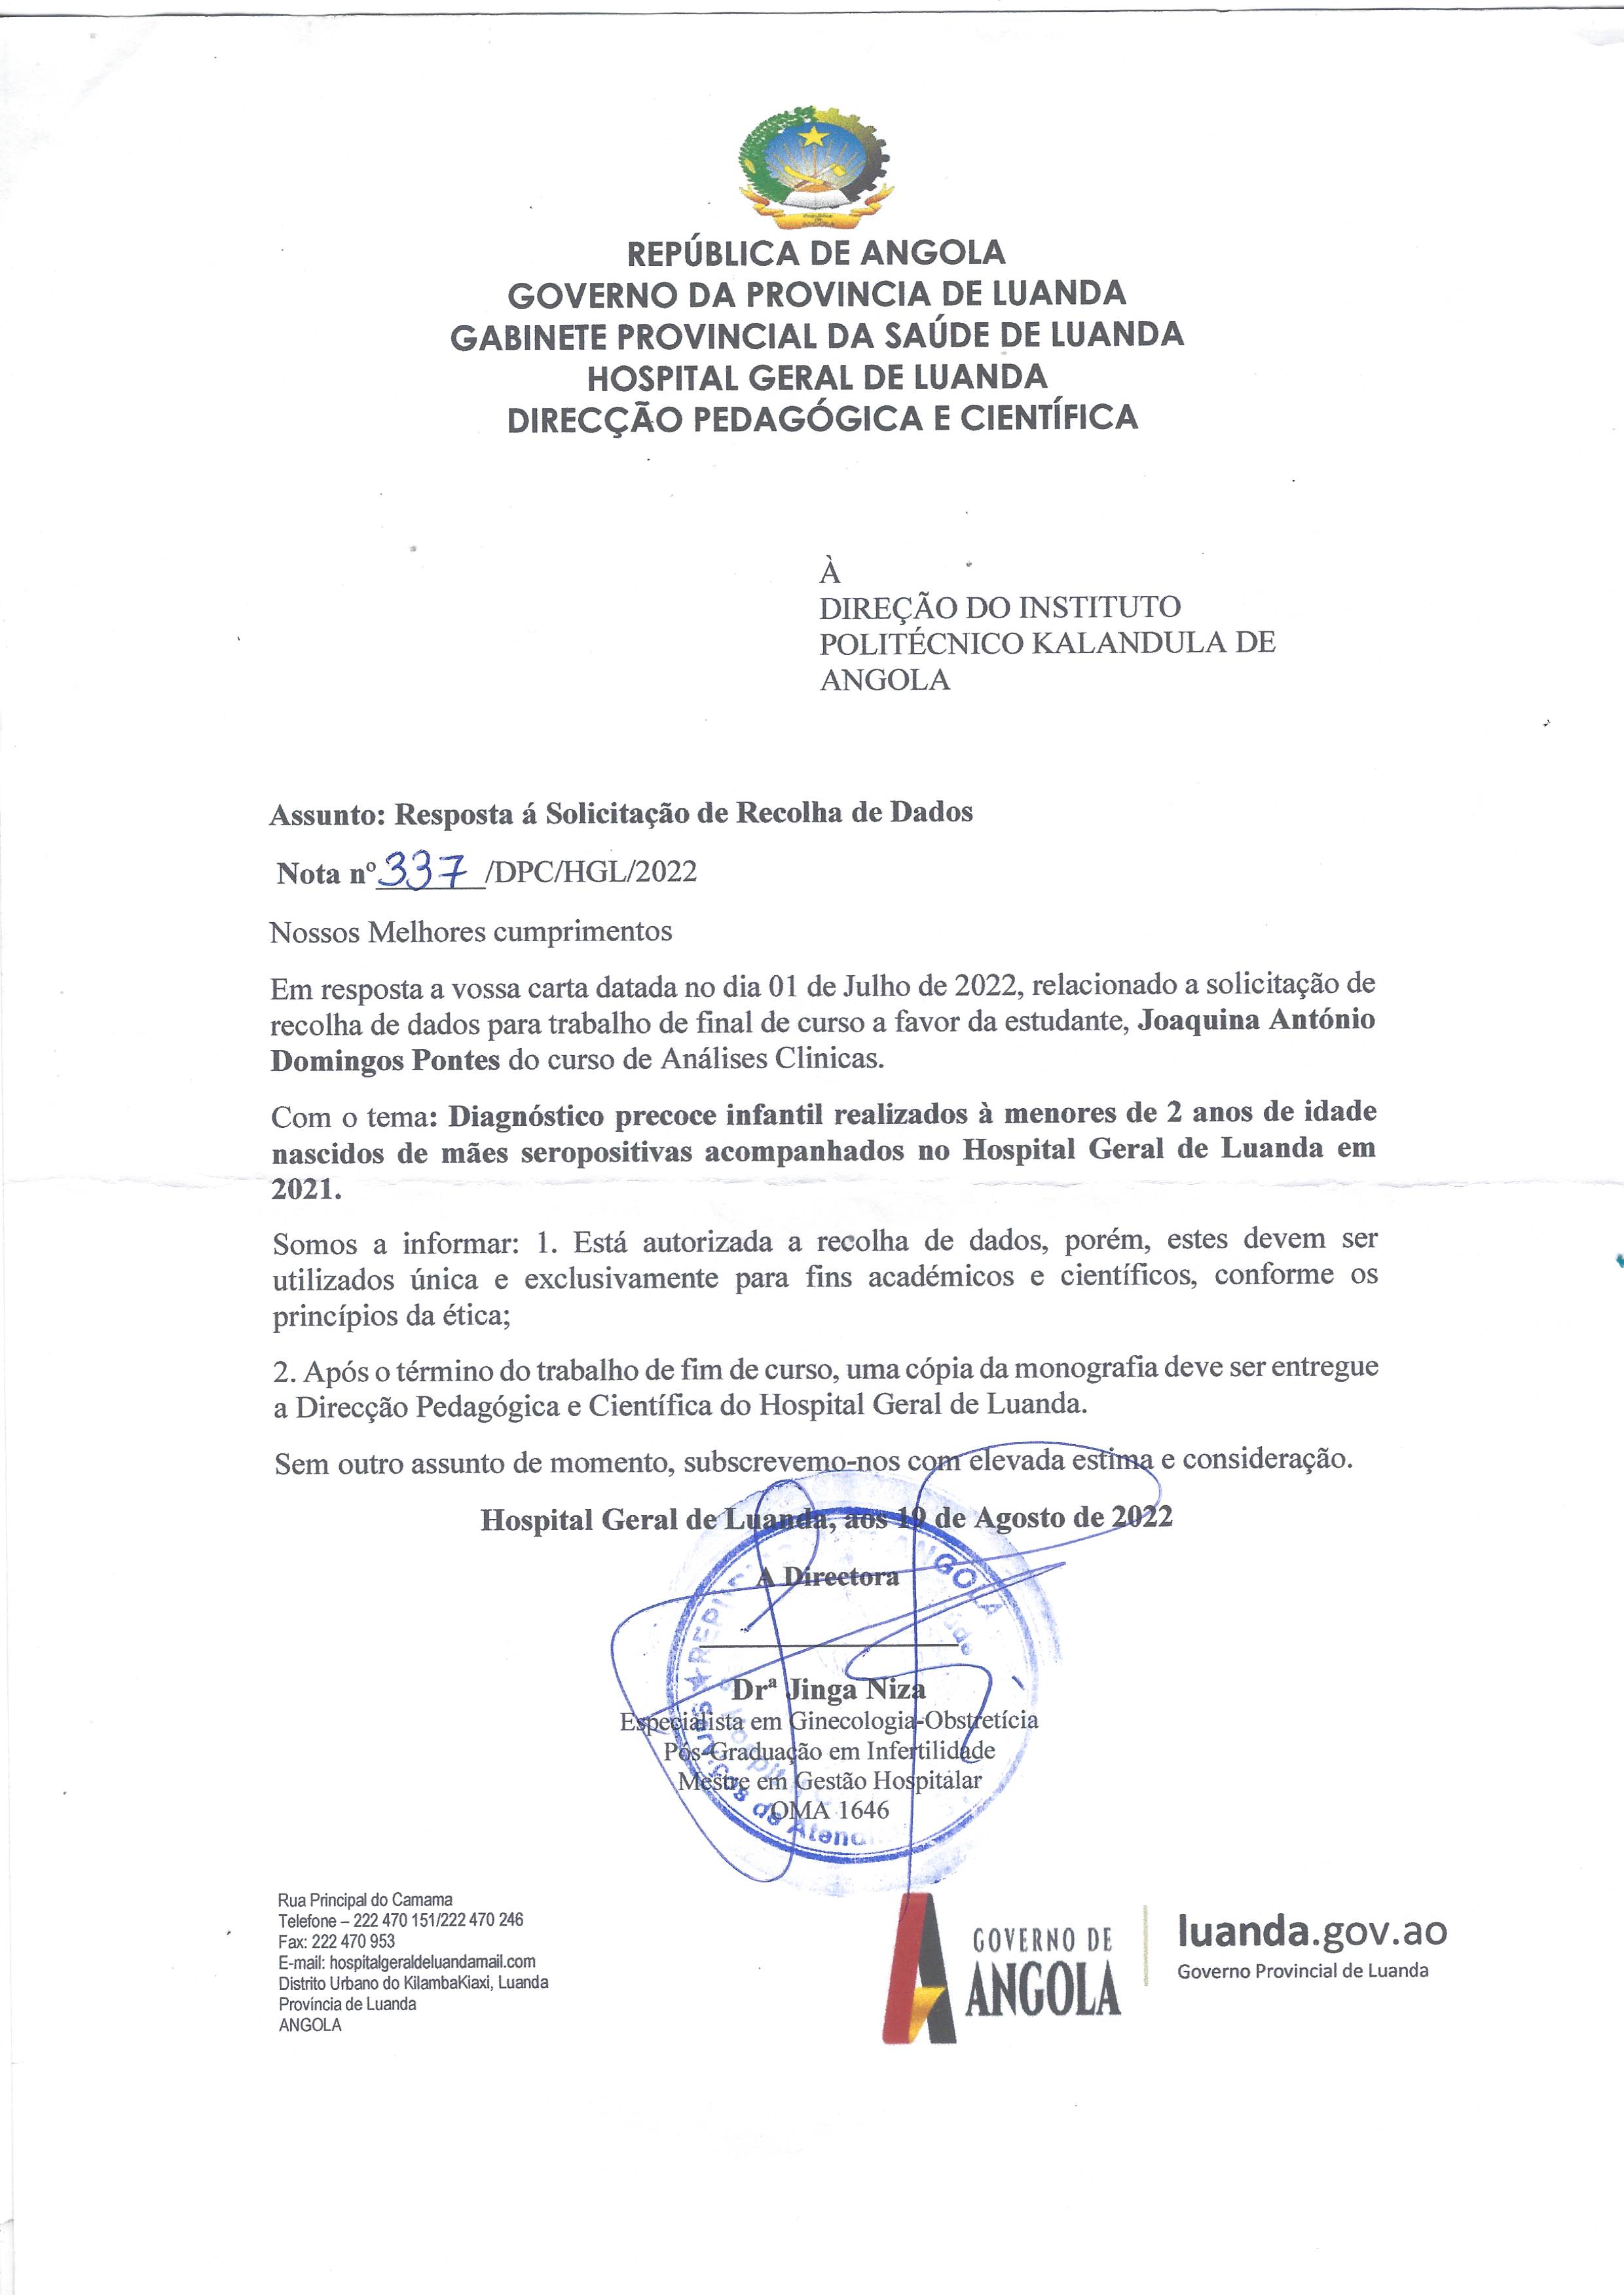 REPÚBLICA DE ANGOLA
GOVERNO DA PROVINCIA DE LUANDA
GABINETE PROVINCIAL DA SAÚDE DE LUANDA
HOSPITAL GERAL DE LUANDA
DIRECÇÃO PEDAGÓGICA E CIENTÍFICA
À
DIREÇÃO DO INSTITUTO
POLITÉCNICO KALANDULA DE
ANGOLA
Assunto: Resposta á Solicitação de Recolha de Dados
Nota nº 337 /DPC/HGL/2022
Nossos Melhores cumprimentos
Em resposta a vossa carta datada no dia 01 de Julho de 2022, relacionado a solicitação de
recolha de dados para trabalho de final de curso a favor da estudante, Joaquina António
Domingos Pontes do curso de Análises Clinicas.
Com o tema: Diagnóstico precoce infantil realizados à menores de 2 anos de idade
nascidos de mães seropositivas acompanhados no Hospital Geral de Luanda em
2021.
Somos a informar: 1. Está autorizada a recolha de dados, porém, estes devem ser
utilizados única e exclusivamente para fins académicos e científicos, conforme os
princípios da ética;
2. Após o término do trabalho de fim de curso, uma cópia da monografia deve ser entregue
a Direcção Pedagógica e Científica do Hospital Geral de Luanda.
Sem outro assunto de momento, subscrevemo-nos com elevada estima e consideração.
Hospital Geral de Luanda, aos 19 de Agosto de 2022
A Directora
Drª Jinga Niza
Especialista em Ginecologia-Obstretícia
Pós-Graduação em Infertilidade
Mestre em Gestão Hospitalar
OMA 1646
Rua Principal do Camama
Telefone – 222 470 151/222 470 246
Fax: 222 470 953
E-mail: hospitalgeraldeluandamail.com
Distrito Urbano do KilambaKiaxi, Luanda
Província de Luanda
ANGOLA
GOVERNO DE
ANGOLA
luanda.gov.ao
Governo Provincial de Luanda